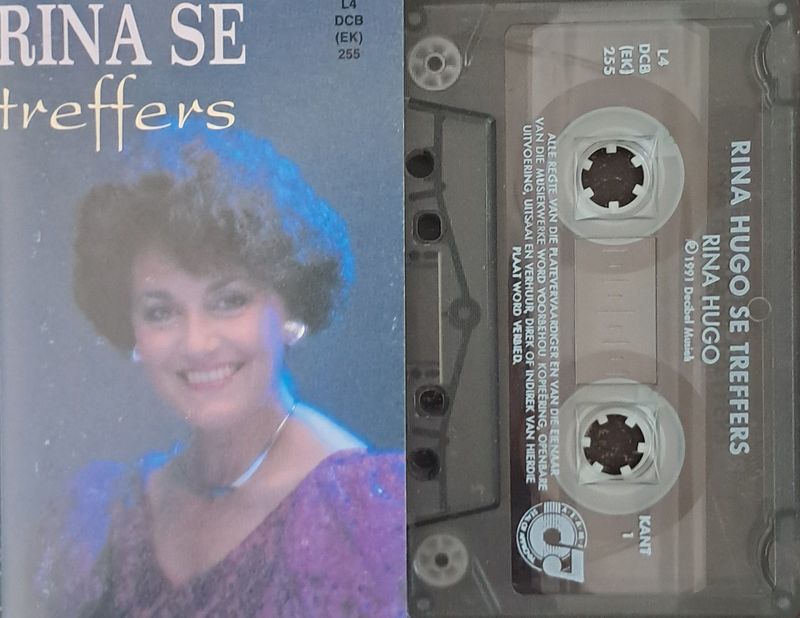 RINA SE
treffers
L4
DCB
(EK)
255
L4
DCB
(EK)
255
RINA HUGO SE TREFFERS
RINA HUGO
℗1991 Decibel Musiek
ALLE REGTE VAN DIE PLATEVERVAARDIGER EN VAN DIE EIENAAR
VAN DIE MUSIEKWERKE WORD VOORBEHOU. KOPIEËRING, OPENBARE
UITVOERING, UITSAAI EN VERHUUR, DIREK OF INDIREK VAN HIERDIE
PLAAT WORD VERBIED.
KANT
1